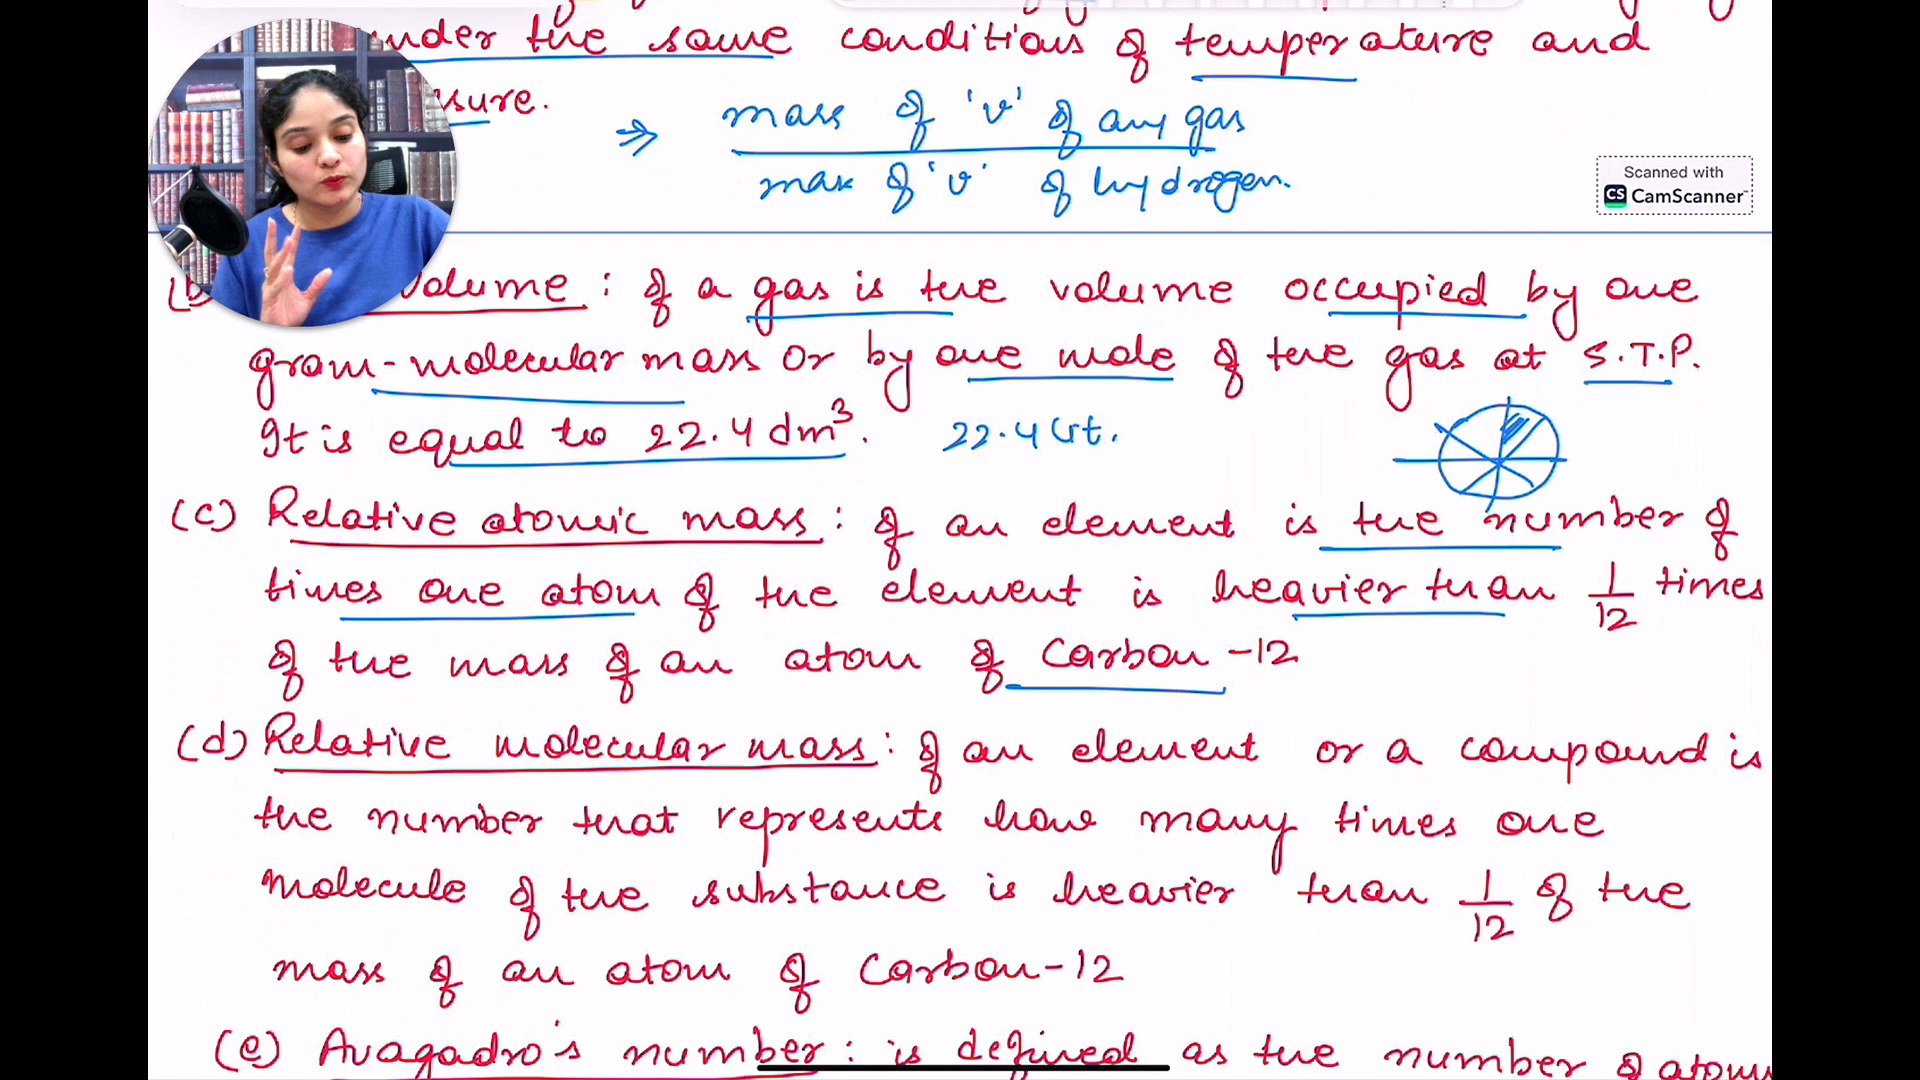 under the same conditions of temperature and
sure.
⇒ mass of 'v' of any gas
mass of 'v' of hydrogen.
Scanned with
CS CamScanner
(b) Volume : of a gas is the volume occupied by one
gram-molecular mass or by one mole of the gas at S.T.P.
It is equal to 22.4 dm³. 22.4 lit.
(c) Relative atomic mass : of an element is the number of
times one atom of the element is heavier than 1/12 times
of the mass of an atom of Carbon -12
(d) Relative molecular mass : of an element or a compound is
the number that represents how many times one
molecule of the substance is heavier than 1/12 of the
mass of an atom of Carbon-12
(e) Avagadro's number : is defined as the number of atoms